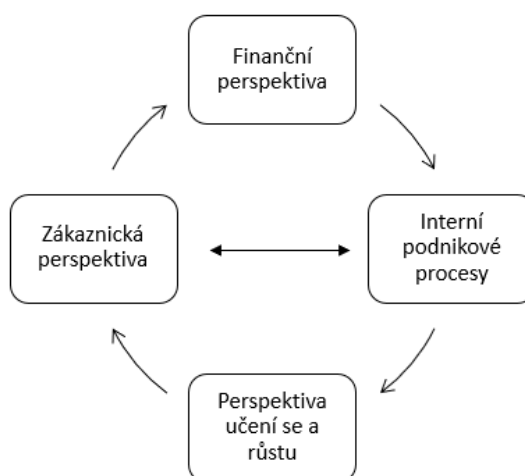 Finanční
perspektiva
Zákaznická
perspektiva
Interní
podnikové
procesy
Perspektiva
učení se a
růstu